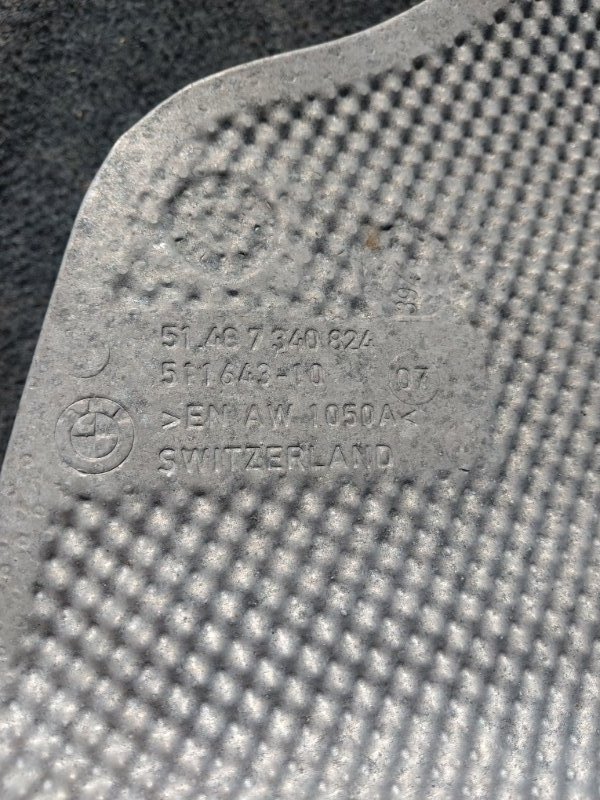 51.48 7 340 824
511643-10 07
>EN AW 1050A<
SWITZERLAND